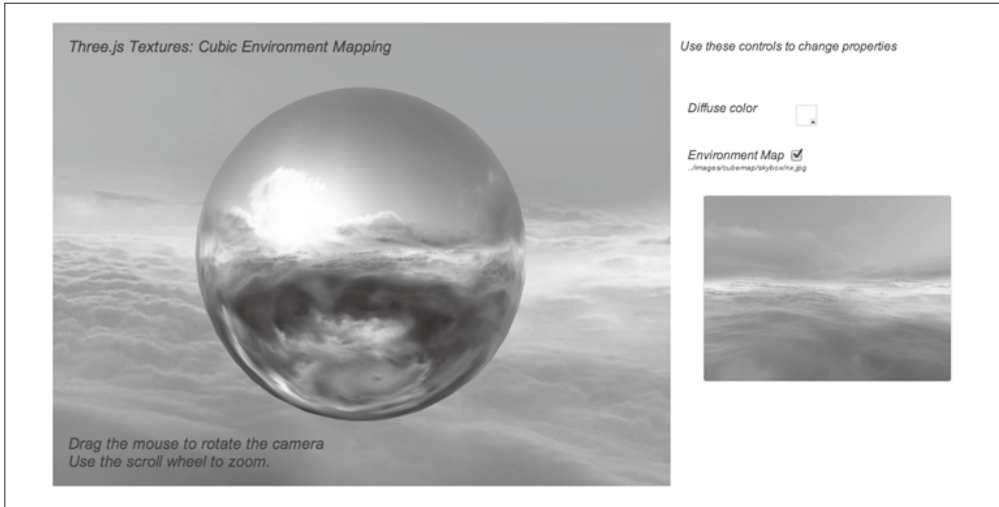 Three.js Textures: Cubic Environment Mapping
Use these controls to change properties
Diffuse color
Environment Map
../images/cubemap/skybox/nx.jpg
Drag the mouse to rotate the camera
Use the scroll wheel to zoom.